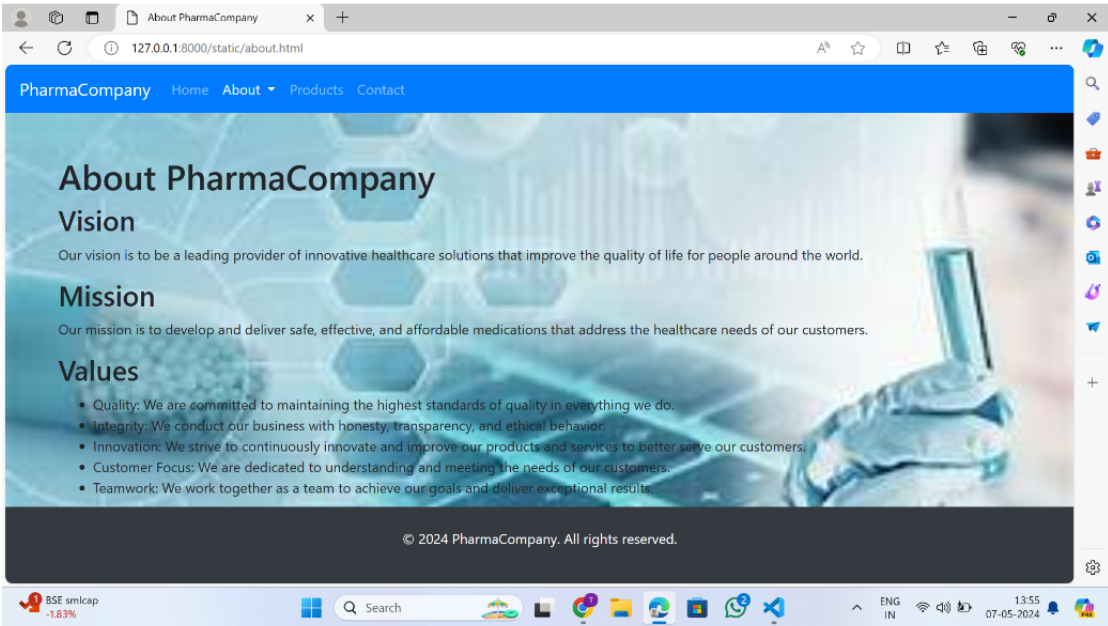 About PharmaCompany
127.0.0.1:8000/static/about.html
PharmaCompany Home About Products Contact
About PharmaCompany
Vision
Our vision is to be a leading provider of innovative healthcare solutions that improve the quality of life for people around the world.
Mission
Our mission is to develop and deliver safe, effective, and affordable medications that address the healthcare needs of our customers.
Values
• Quality: We are committed to maintaining the highest standards of quality in everything we do.
• Integrity: We conduct our business with honesty, transparency, and ethical behavior.
• Innovation: We strive to continuously innovate and improve our products and services to better serve our customers.
• Customer Focus: We are dedicated to understanding and meeting the needs of our customers.
• Teamwork: We work together as a team to achieve our goals and deliver exceptional results.
© 2024 PharmaCompany. All rights reserved.
1 BSE smlcap
-1.83%
Search
T
2
ENG
IN
13:55
07-05-2024
PRE